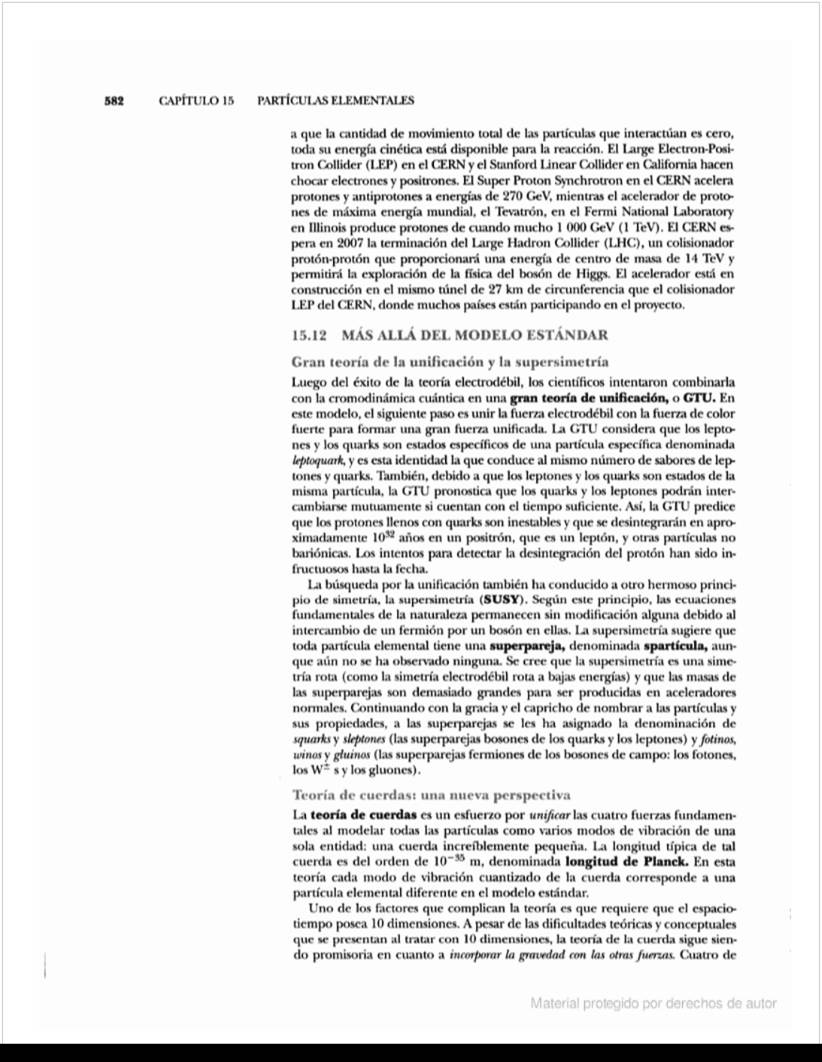 582 CAPÍTULO 15 PARTÍCULAS ELEMENTALES
a que la cantidad de movimiento total de las partículas que interactúan es cero,
toda su energía cinética está disponible para la reacción. El Large Electron-Posi-
tron Collider (LEP) en el CERN y el Stanford Linear Collider en California hacen
chocar electrones y positrones. El Super Proton Synchrotron en el CERN acelera
protones y antiprotones a energías de 270 GeV, mientras el acelerador de proto-
nes de máxima energía mundial, el Tevatrón, en el Fermi National Laboratory
en Illinois produce protones de cuando mucho 1 000 GeV (1 TeV). El CERN es-
pera en 2007 la terminación del Large Hadron Collider (LHC), un colisionador
protón-protón que proporcionará una energía de centro de masa de 14 TeV y
permitirá la exploración de la física del bosón de Higgs. El acelerador está en
construcción en el mismo túnel de 27 km de circunferencia que el colisionador
LEP del CERN, donde muchos países están participando en el proyecto.
15.12 MÁS ALLÁ DEL MODELO ESTÁNDAR
Gran teoría de la unificación y la supersimetría
Luego del éxito de la teoría electrodébil, los científicos intentaron combinarla
con la cromodinámica cuántica en una gran teoría de unificación, o GTU. En
este modelo, el siguiente paso es unir la fuerza electrodébil con la fuerza de color
fuerte para formar una gran fuerza unificada. La GTU considera que los lepto-
nes y los quarks son estados específicos de una partícula específica denominada
leptoquark, y es esta identidad la que conduce al mismo número de sabores de lep-
tones y quarks. También, debido a que los leptones y los quarks son estados de la
misma partícula, la GTU pronostica que los quarks y los leptones podrán inter-
cambiarse mutuamente si cuentan con el tiempo suficiente. Así, la GTU predice
que los protones llenos con quarks son inestables y que se desintegrarán en apro-
ximadamente 10³² años en un positrón, que es un leptón, y otras partículas no
bariónicas. Los intentos para detectar la desintegración del protón han sido in-
fructuosos hasta la fecha.
La búsqueda por la unificación también ha conducido a otro hermoso princi-
pio de simetría, la supersimetría (SUSY). Según este principio, las ecuaciones
fundamentales de la naturaleza permanecen sin modificación alguna debido al
intercambio de un fermión por un bosón en ellas. La supersimetría sugiere que
toda partícula elemental tiene una superpareja, denominada spartícula, aun-
que aún no se ha observado ninguna. Se cree que la supersimetría es una sime-
tría rota (como la simetría electrodébil rota a bajas energías) y que las masas de
las superparejas son demasiado grandes para ser producidas en aceleradores
normales. Continuando con la gracia y el capricho de nombrar a las partículas y
sus propiedades, a las superparejas se les ha asignado la denominación de
squarks y sleptones (las superparejas bosones de los quarks y los leptones) y fotinos,
winos y gluinos (las superparejas fermiones de los bosones de campo: los fotones,
los W± s y los gluones).
Teoría de cuerdas: una nueva perspectiva
La teoría de cuerdas es un esfuerzo por unificar las cuatro fuerzas fundamen-
tales al modelar todas las partículas como varios modos de vibración de una
sola entidad: una cuerda increíblemente pequeña. La longitud típica de tal
cuerda es del orden de 10⁻³⁵ m, denominada longitud de Planck. En esta
teoría cada modo de vibración cuantizado de la cuerda corresponde a una
partícula elemental diferente en el modelo estándar.
Uno de los factores que complican la teoría es que requiere que el espacio-
tiempo posea 10 dimensiones. A pesar de las dificultades teóricas y conceptuales
que se presentan al tratar con 10 dimensiones, la teoría de la cuerda sigue sien-
do promisoria en cuanto a incorporar la gravedad con las otras fuerzas. Cuatro de
Material protegido por derechos de autor